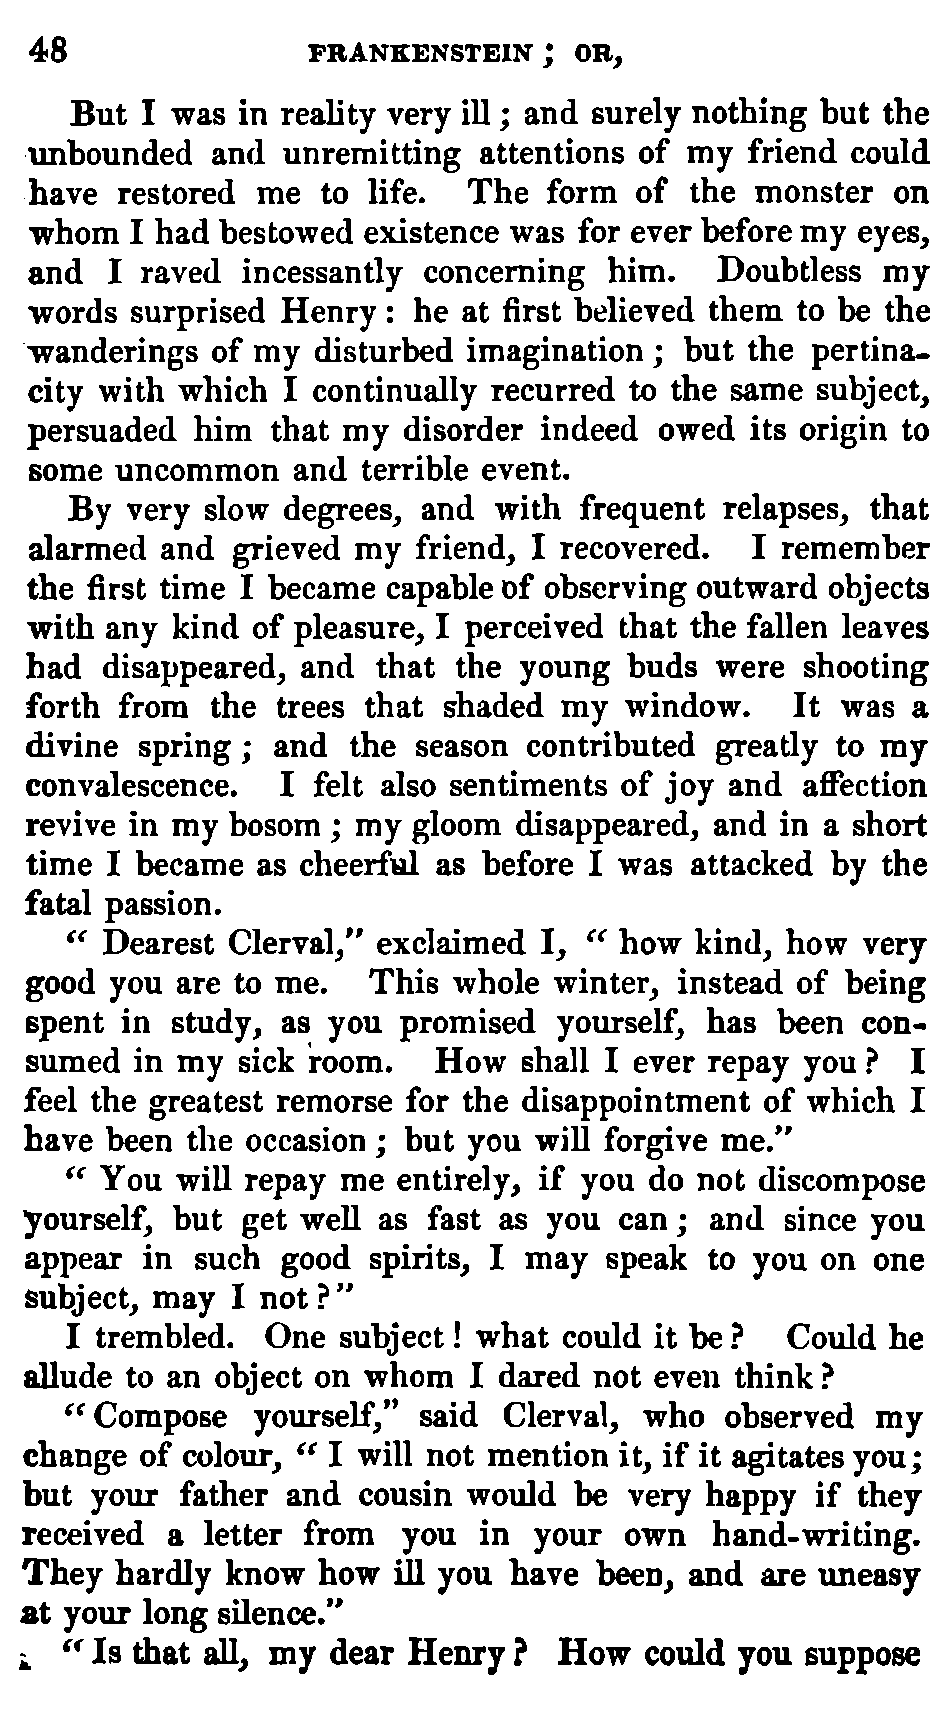 48 FRANKENSTEIN ; OR,
But I was in reality very ill ; and surely nothing but the
unbounded and unremitting attentions of my friend could
have restored me to life. The form of the monster on
whom I had bestowed existence was for ever before my eyes,
and I raved incessantly concerning him. Doubtless my
words surprised Henry : he at first believed them to be the
wanderings of my disturbed imagination ; but the pertina-
city with which I continually recurred to the same subject,
persuaded him that my disorder indeed owed its origin to
some uncommon and terrible event.
By very slow degrees, and with frequent relapses, that
alarmed and grieved my friend, I recovered. I remember
the first time I became capable of observing outward objects
with any kind of pleasure, I perceived that the fallen leaves
had disappeared, and that the young buds were shooting
forth from the trees that shaded my window. It was a
divine spring ; and the season contributed greatly to my
convalescence. I felt also sentiments of joy and affection
revive in my bosom ; my gloom disappeared, and in a short
time I became as cheerful as before I was attacked by the
fatal passion.
“ Dearest Clerval,” exclaimed I, “ how kind, how very
good you are to me. This whole winter, instead of being
spent in study, as you promised yourself, has been con-
sumed in my sick room. How shall I ever repay you ? I
feel the greatest remorse for the disappointment of which I
have been the occasion ; but you will forgive me.”
“ You will repay me entirely, if you do not discompose
yourself, but get well as fast as you can ; and since you
appear in such good spirits, I may speak to you on one
subject, may I not ?”
I trembled. One subject ! what could it be ? Could he
allude to an object on whom I dared not even think ?
“ Compose yourself,” said Clerval, who observed my
change of colour, “ I will not mention it, if it agitates you ;
but your father and cousin would be very happy if they
received a letter from you in your own hand-writing.
They hardly know how ill you have been, and are uneasy
at your long silence.”
“ Is that all, my dear Henry ? How could you suppose